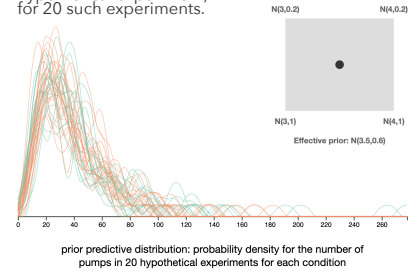 for 20 such experiments.
N(3,0.2) N(4,0.2)
N(3,1) N(4,1)
Effective prior: N(3.5,0.6)
0 20 40 60 80 100 120 140 160 180 200 220 240 260
prior predictive distribution: probability density for the number of
pumps in 20 hypothetical experiments for each condition